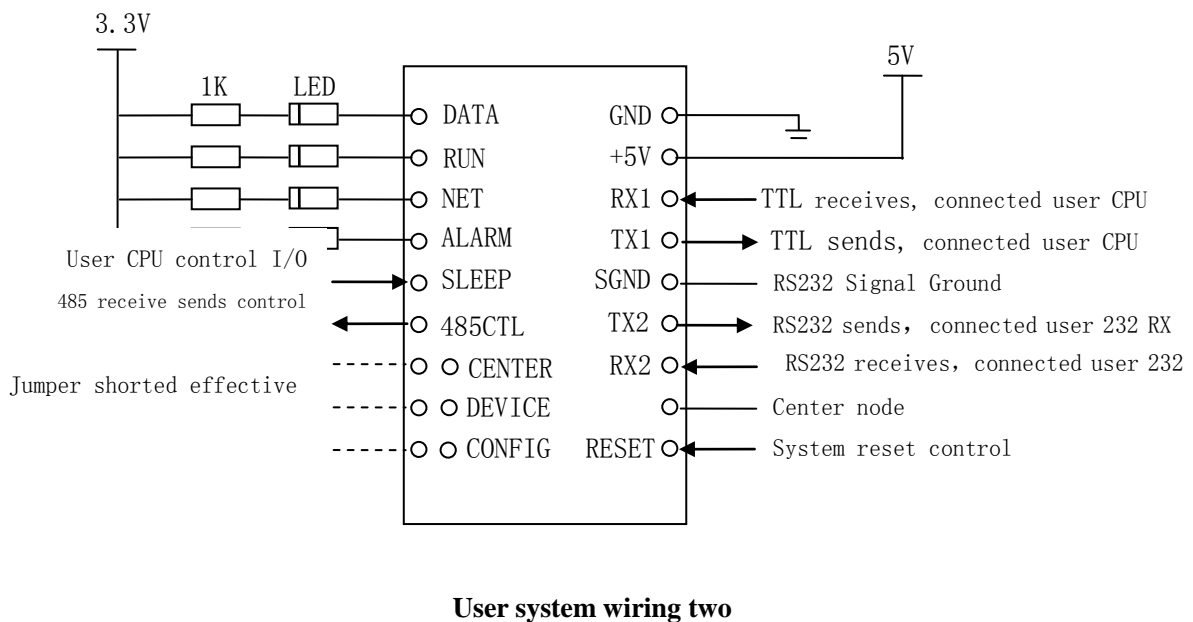 3.3V
5V
1K LED
DATA GND
RUN +5V
NET RX1 TTL receives, connected user CPU
ALARM TX1 TTL sends, connected user CPU
User CPU control I/O
SLEEP SGND RS232 Signal Ground
485 receive sends control
485CTL TX2 RS232 sends, connected user 232 RX
CENTER RX2 RS232 receives, connected user 232
Jumper shorted effective
DEVICE Center node
CONFIG RESET System reset control
User system wiring two